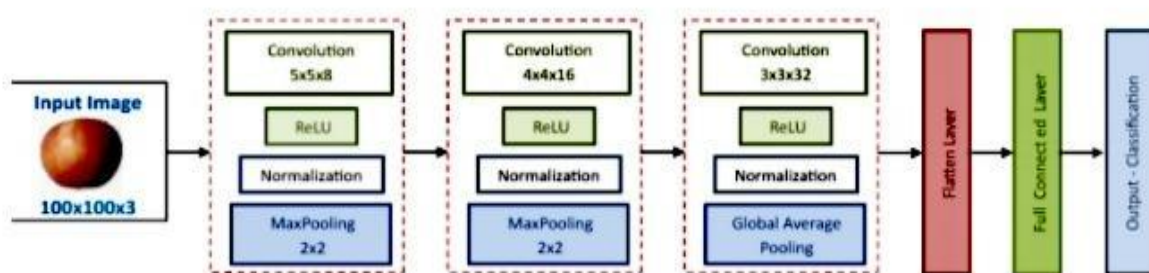 Input Image
100x100x3
Convolution
5x5x8
ReLU
Normalization
MaxPooling
2x2
Convolution
4x4x16
ReLU
Normalization
MaxPooling
2x2
Convolution
3x3x32
ReLU
Normalization
Global Average
Pooling
Flatten Layer
Full Connected Layer
Output - Classification